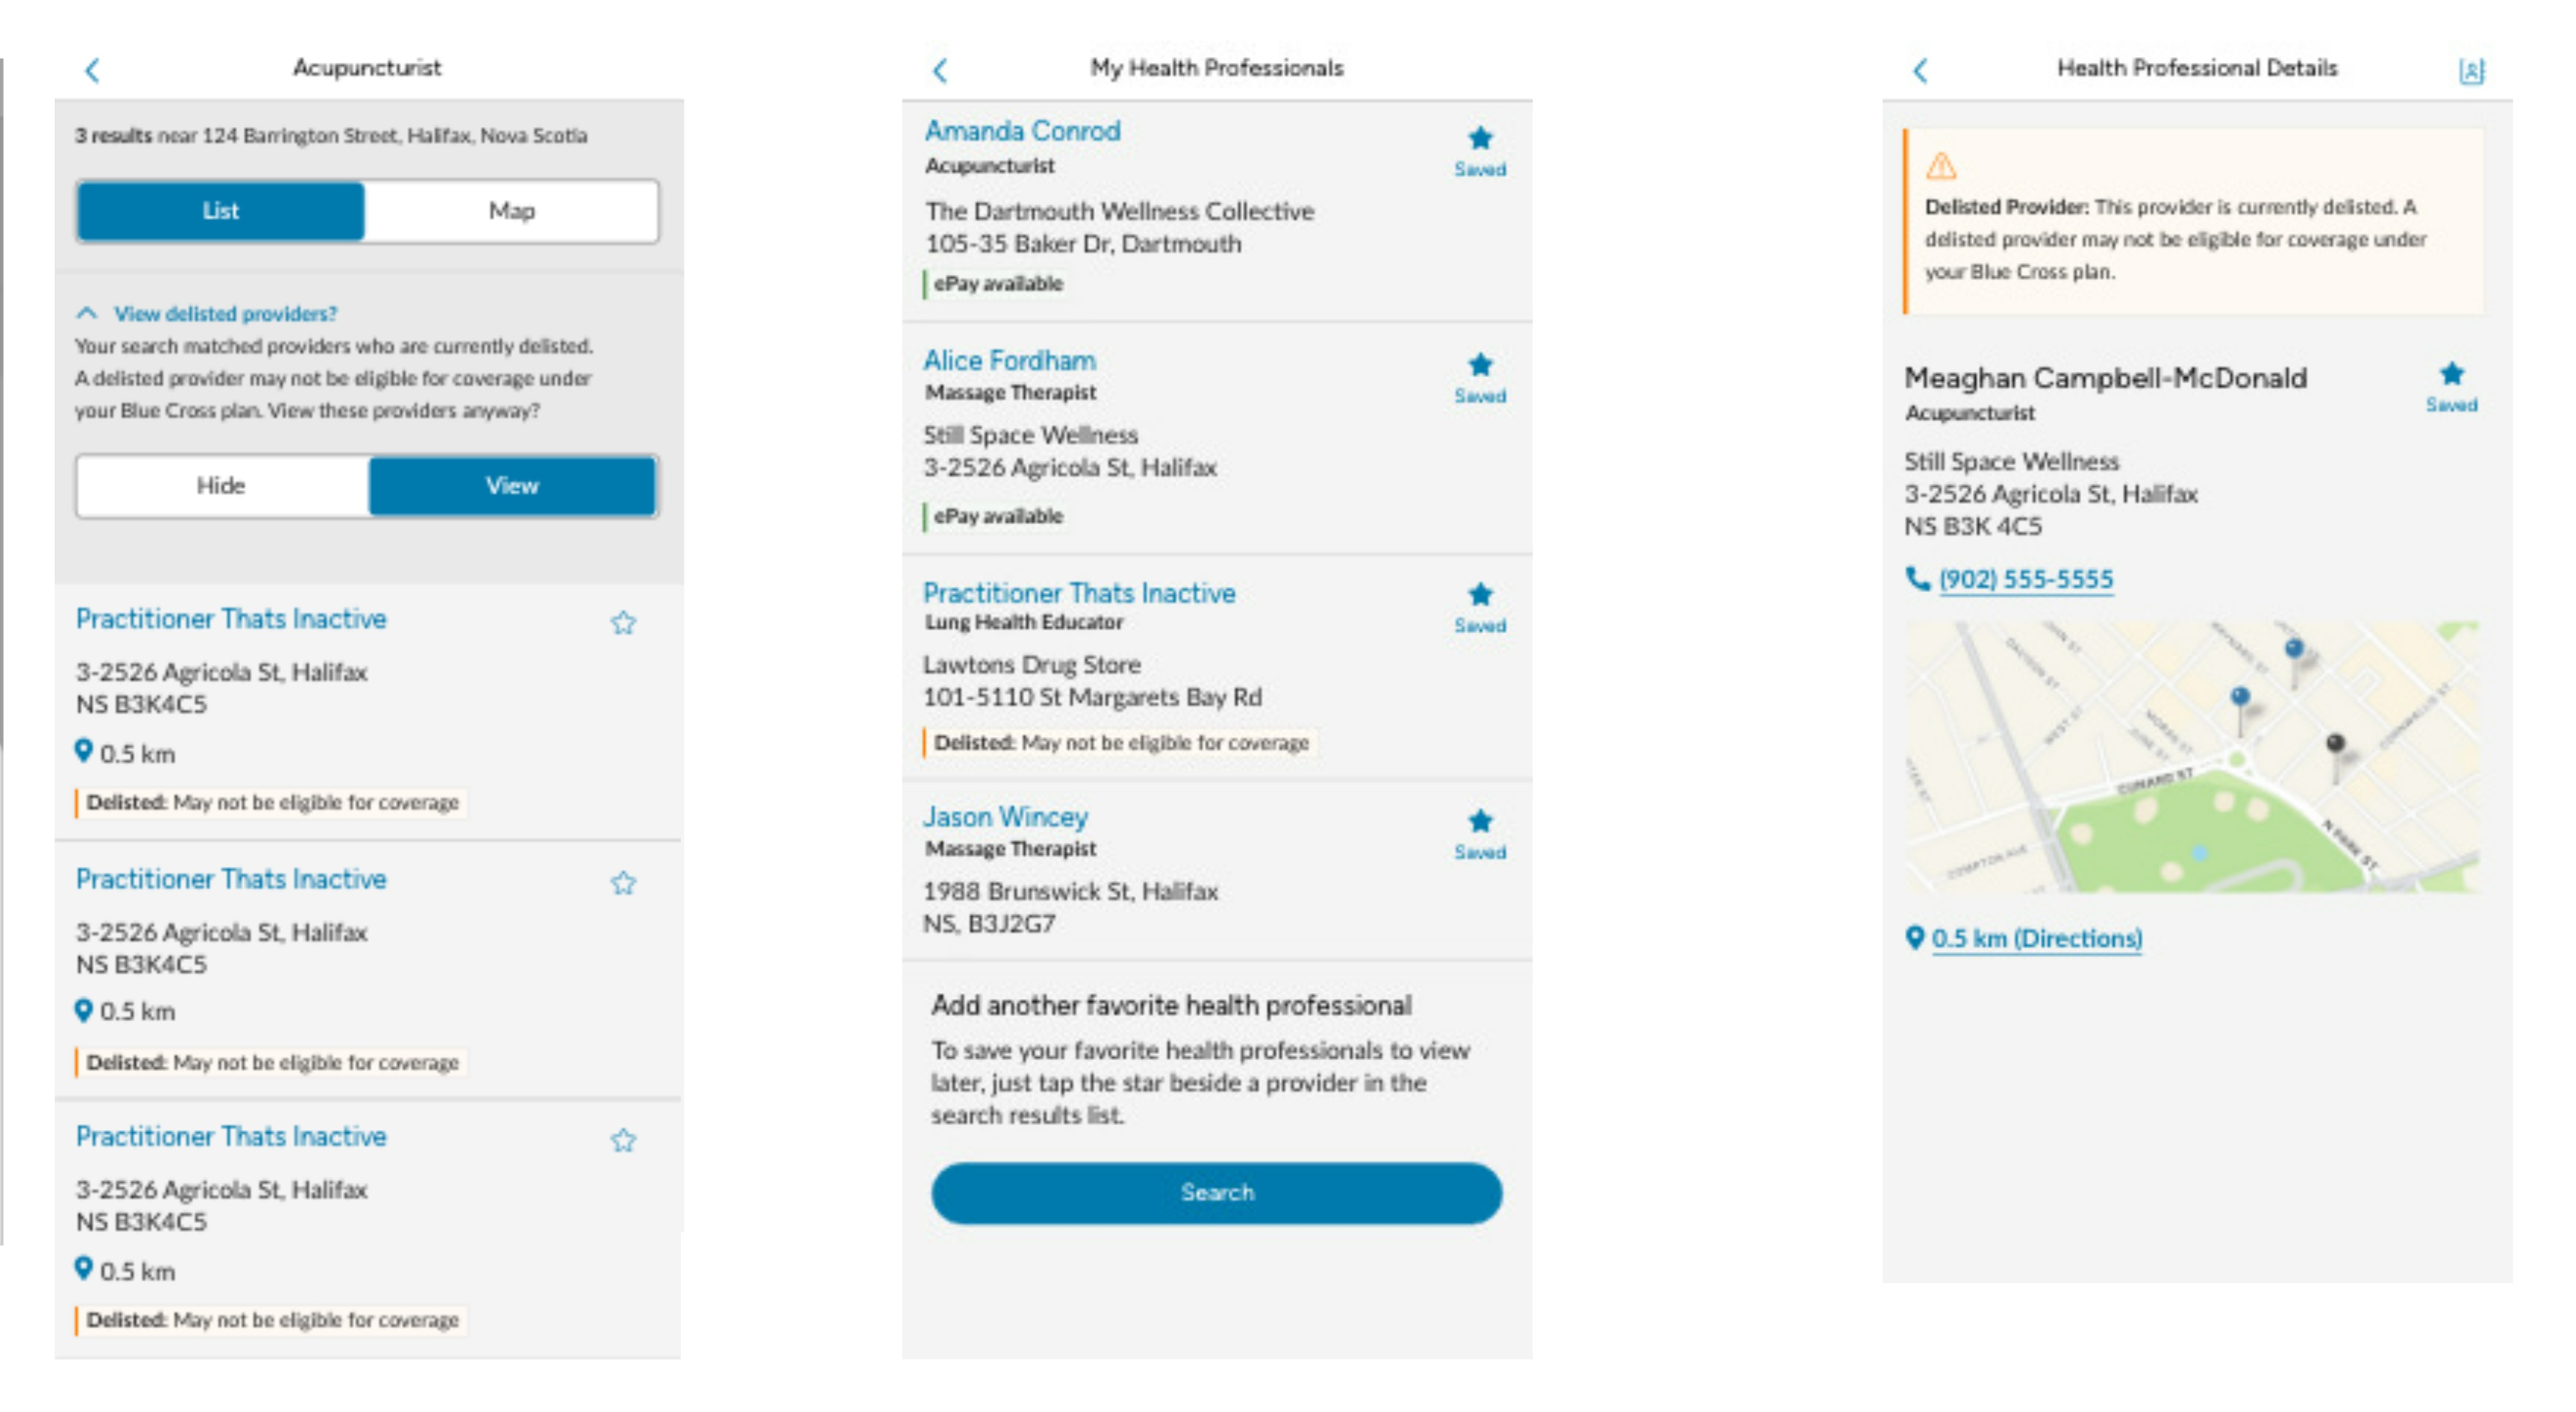 Acupuncturist
3 results near 124 Barrington Street, Halifax, Nova Scotia
List
Map
View delisted providers?
Your search matched providers who are currently delisted.
A delisted provider may not be eligible for coverage under
your Blue Cross plan. View these providers anyway?
Hide
View
Practitioner Thats Inactive
3-2526 Agricola St, Halifax
NS B3K4C5
0.5 km
Delisted: May not be eligible for coverage
Practitioner Thats Inactive
3-2526 Agricola St, Halifax
NS B3K4C5
0.5 km
Delisted: May not be eligible for coverage
Practitioner Thats Inactive
3-2526 Agricola St, Halifax
NS B3K4C5
0.5 km
Delisted: May not be eligible for coverage
My Health Professionals
Amanda Conrod
Saved
Acupuncturist
The Dartmouth Wellness Collective
105-35 Baker Dr, Dartmouth
ePay available
Alice Fordham
Saved
Massage Therapist
Still Space Wellness
3-2526 Agricola St, Halifax
ePay available
Practitioner Thats Inactive
Saved
Lung Health Educator
Lawtons Drug Store
101-5110 St Margarets Bay Rd
Delisted: May not be eligible for coverage
Jason Wincey
Saved
Massage Therapist
1988 Brunswick St, Halifax
NS, B3J2G7
Add another favorite health professional
To save your favorite health professionals to view
later, just tap the star beside a provider in the
search results list.
Search
Health Professional Details
Delisted Provider: This provider is currently delisted. A
delisted provider may not be eligible for coverage under
your Blue Cross plan.
Meaghan Campbell-McDonald
Saved
Acupuncturist
Still Space Wellness
3-2526 Agricola St, Halifax
NS B3K 4C5
(902) 555-5555
WEST ST
CUNARD ST
CORNWALLIS ST
N PARK ST
COMPTON AVE
0.5 km (Directions)